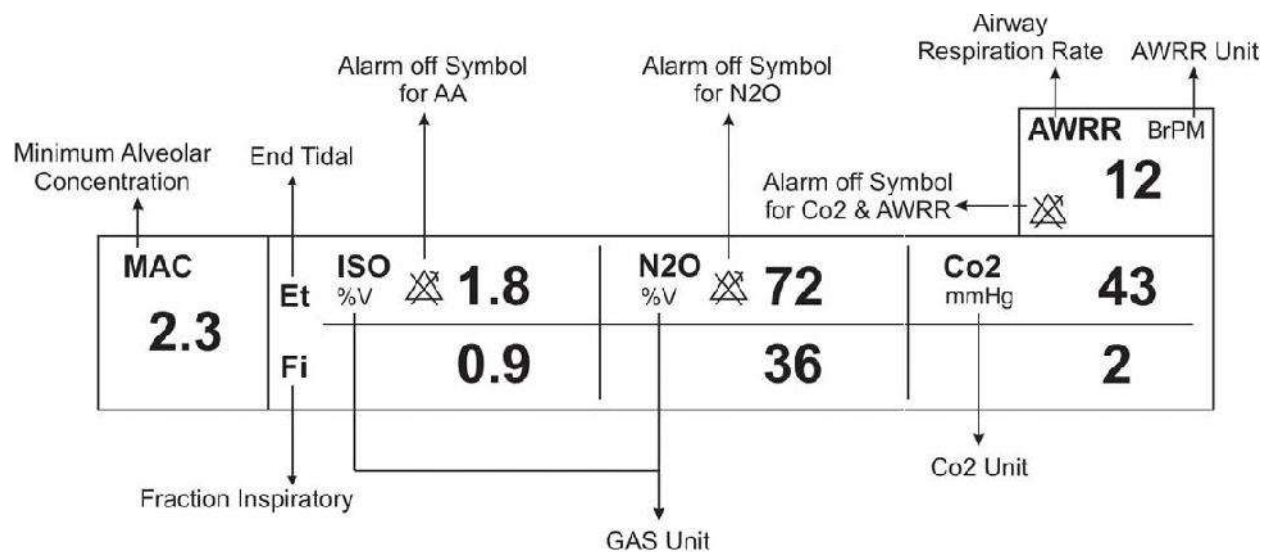 Airway
Respiration Rate
AWRR Unit
Alarm off Symbol
for AA
Alarm off Symbol
for N2O
AWRR BrPM
12
Minimum Alveolar
Concentration
End Tidal
Alarm off Symbol
for Co2 & AWRR
MAC
2.3
Et
ISO
%V
1.8
N2O
%V
72
Co2
mmHg
43
Fi
0.9
36
2
Fraction Inspiratory
GAS Unit
Co2 Unit